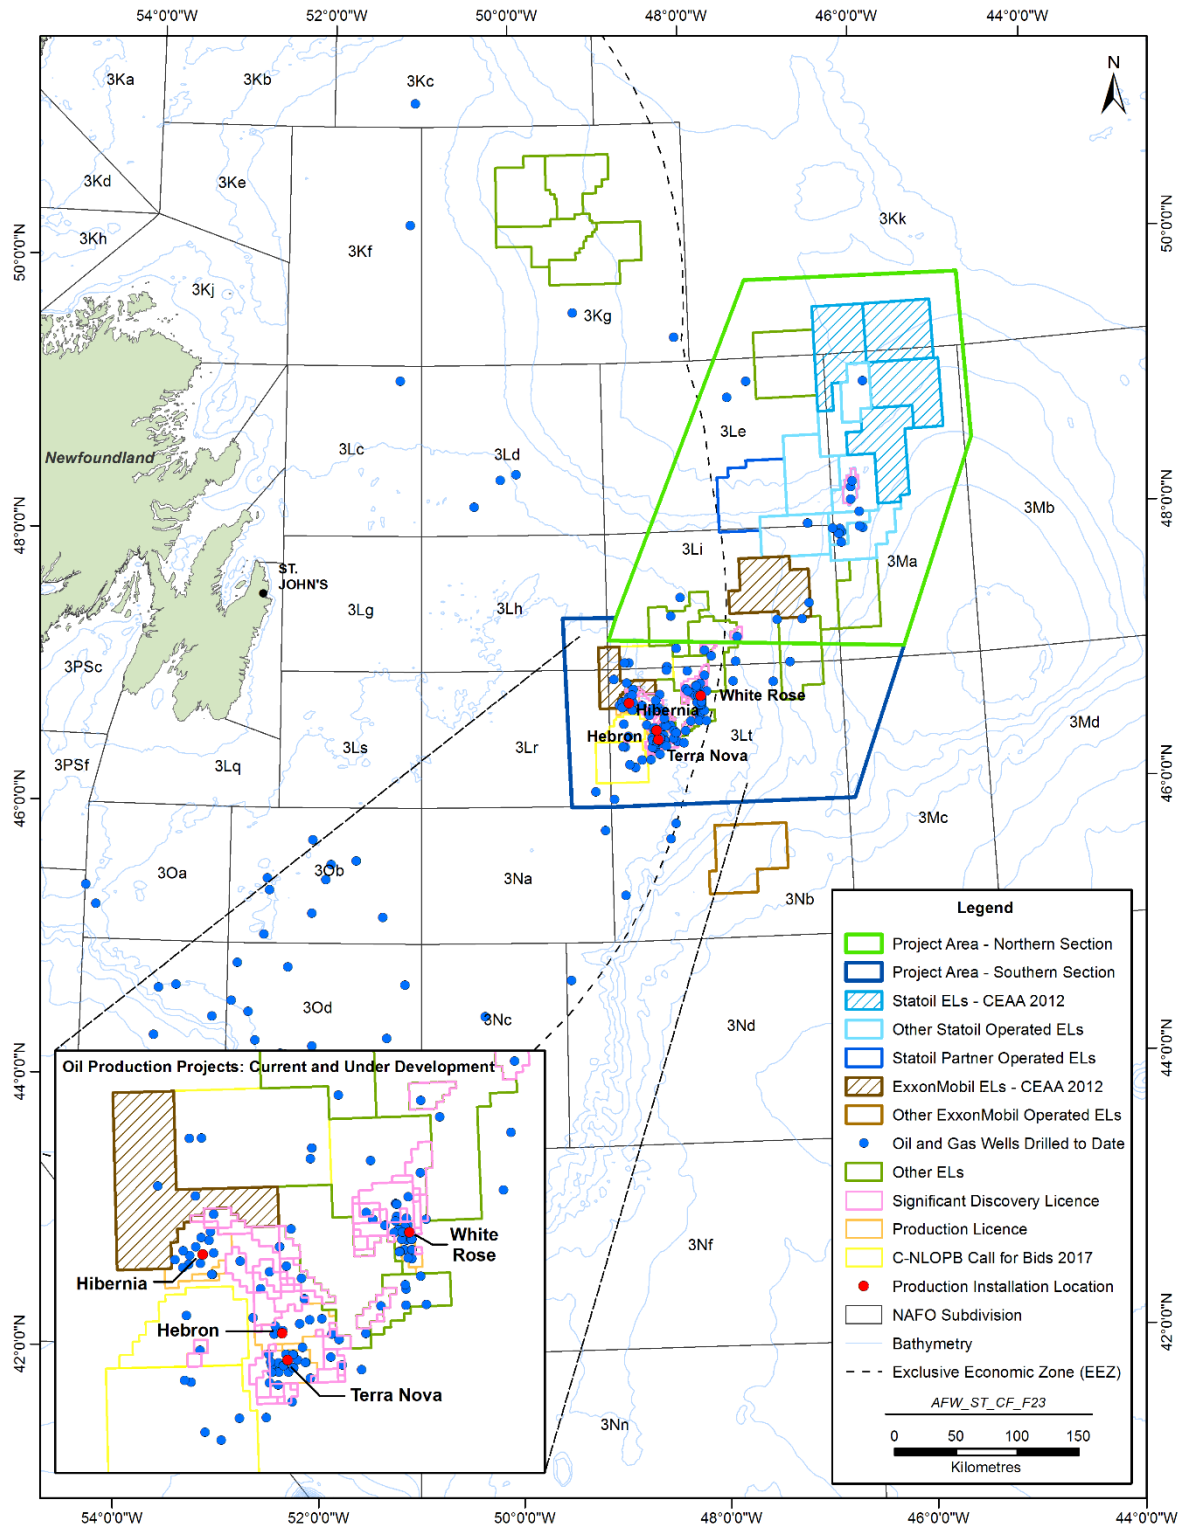 54°0'0"W 52°0'0"W 50°0'0"W 48°0'0"W 46°0'0"W 44°0'0"W
N
3Ka
3Kb
3Kc
3Kd
3Ke
3Kh
3Kf
3Kk
3Kj
3Kg
50°0'0"N
50°0'0"N
3Le
Newfoundland
3Lc
3Ld
3Mb
48°0'0"N
48°0'0"N
3Li
3Ma
ST.
JOHN'S
3Lg
3Lh
3PSc
White Rose
Hibernia
Hebron
3Lt
3Md
3Ls
3Lr
Terra Nova
3PSf
3Lq
46°0'0"N
46°0'0"N
3Mc
3Oa
3Ob
3Na
3Nb
3Od
3Nc
3Nd
44°0'0"N
44°0'0"N
3Nf
42°0'0"N
42°0'0"N
3Nn
Oil Production Projects: Current and Under Development
White
Rose
Hibernia
Hebron
Terra Nova
Legend
Project Area - Northern Section
Project Area - Southern Section
Statoil ELs - CEAA 2012
Other Statoil Operated ELs
Statoil Partner Operated ELs
ExxonMobil ELs - CEAA 2012
Other ExxonMobil Operated ELs
Oil and Gas Wells Drilled to Date
Other ELs
Significant Discovery Licence
Production Licence
C-NLOPB Call for Bids 2017
Production Installation Location
NAFO Subdivision
Bathymetry
Exclusive Economic Zone (EEZ)
AFW_ST_CF_F23
0 50 100 150
Kilometres
54°0'0"W 52°0'0"W 50°0'0"W 48°0'0"W 46°0'0"W 44°0'0"W